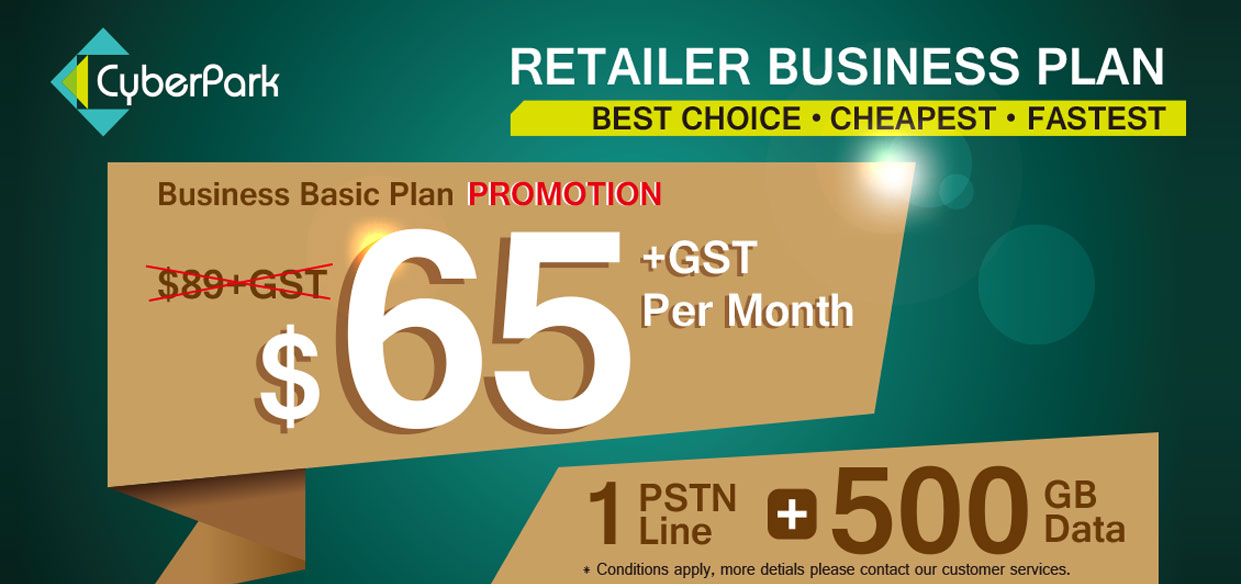 CyberPark
RETAILER BUSINESS PLAN
BEST CHOICE • CHEAPEST • FASTEST
Business Basic Plan PROMOTION
$89+GST
$65
+GST
Per Month
1 PSTN Line + 500 GB Data
* Conditions apply, more detials please contact our customer services.